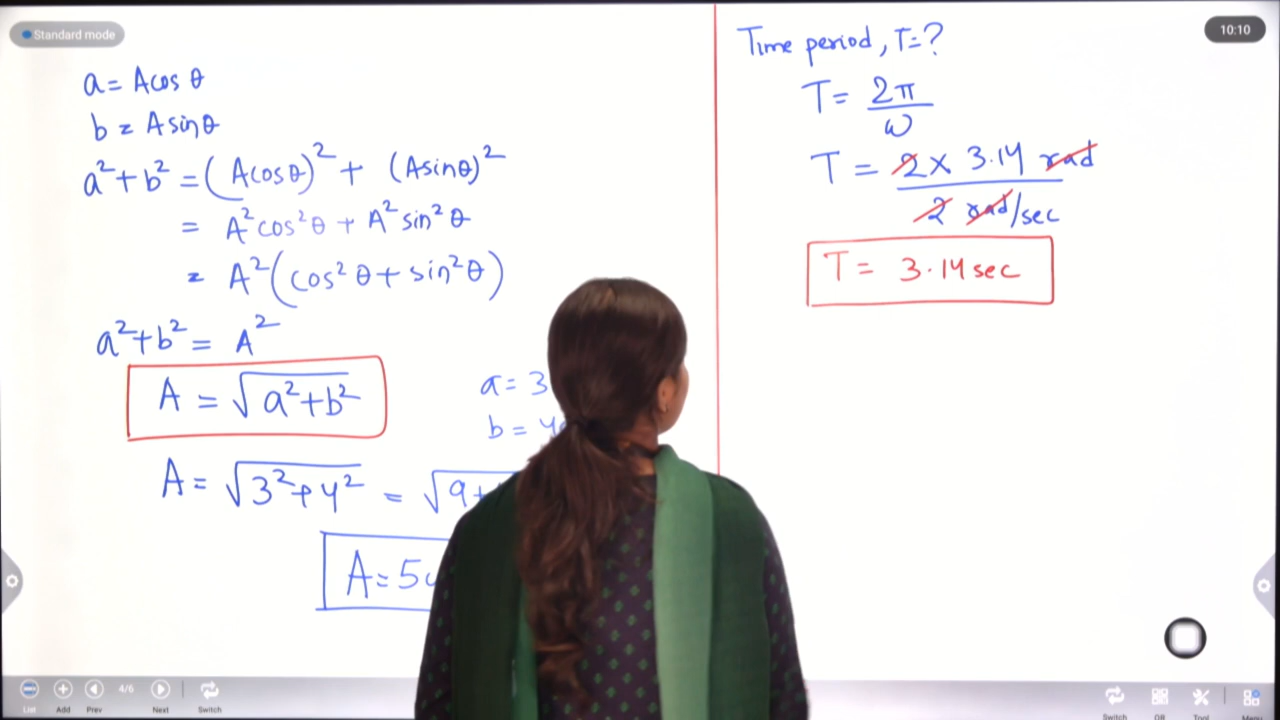 Standard mode
a = A cos θ
b = A sin θ
a² + b² = (A cos θ)² + (A sin θ)²
= A² cos² θ + A² sin² θ
= A² (cos² θ + sin² θ)
a² + b² = A²
A = √a² + b²
a = 3
b = 4
A = √3² + 4² = √9 +
A = 5
Time period, T = ?
T = 2π / ω
T = 2 × 3.14 rad / 2 rad/sec
T = 3.14 sec
10:10
List Add Prev 4/6 Next Switch
Switch QR Tool Menu